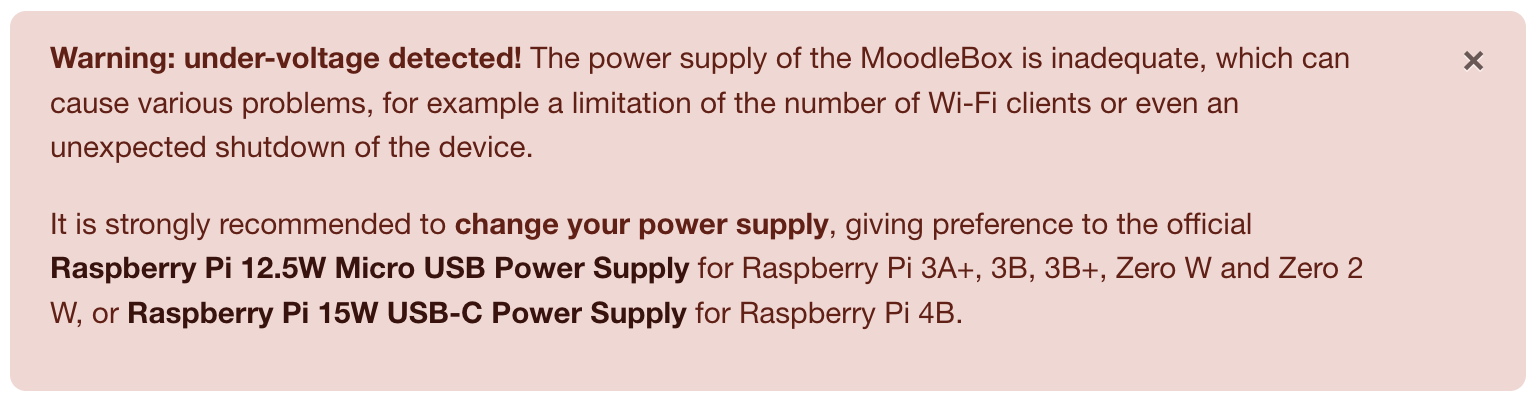 Warning: under-voltage detected! The power supply of the MoodleBox is inadequate, which can
cause various problems, for example a limitation of the number of Wi-Fi clients or even an
unexpected shutdown of the device.
It is strongly recommended to change your power supply, giving preference to the official
Raspberry Pi 12.5W Micro USB Power Supply for Raspberry Pi 3A+, 3B, 3B+, Zero W and Zero 2
W, or Raspberry Pi 15W USB-C Power Supply for Raspberry Pi 4B.